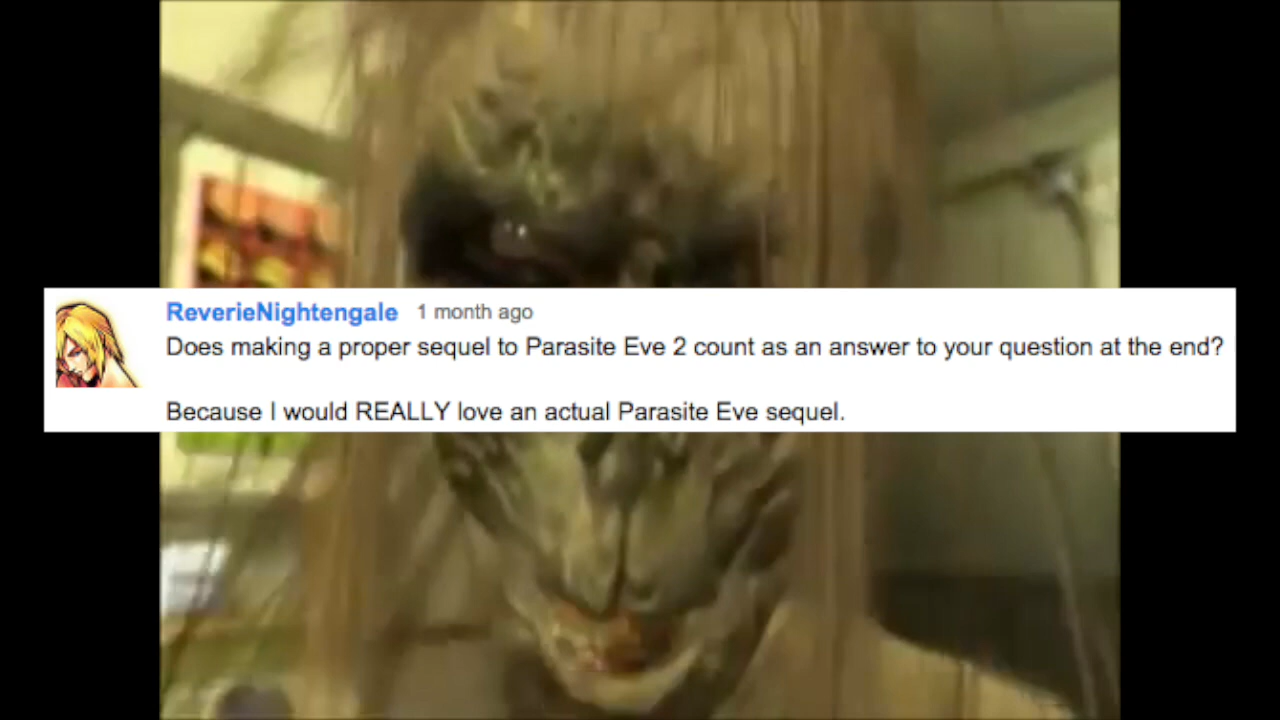 ReverieNightengale 1 month ago
Does making a proper sequel to Parasite Eve 2 count as an answer to your question at the end?
Because I would REALLY love an actual Parasite Eve sequel.